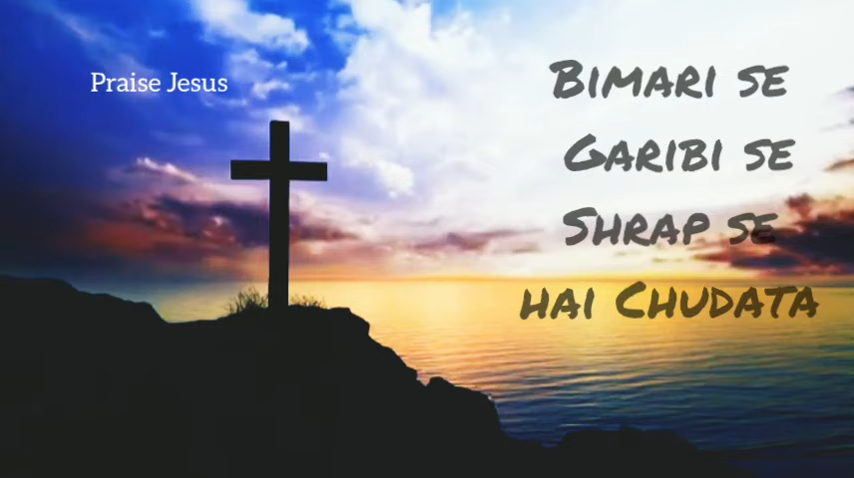 Praise Jesus
Bimari se
Garibi se
Shrap se
hai Chudata